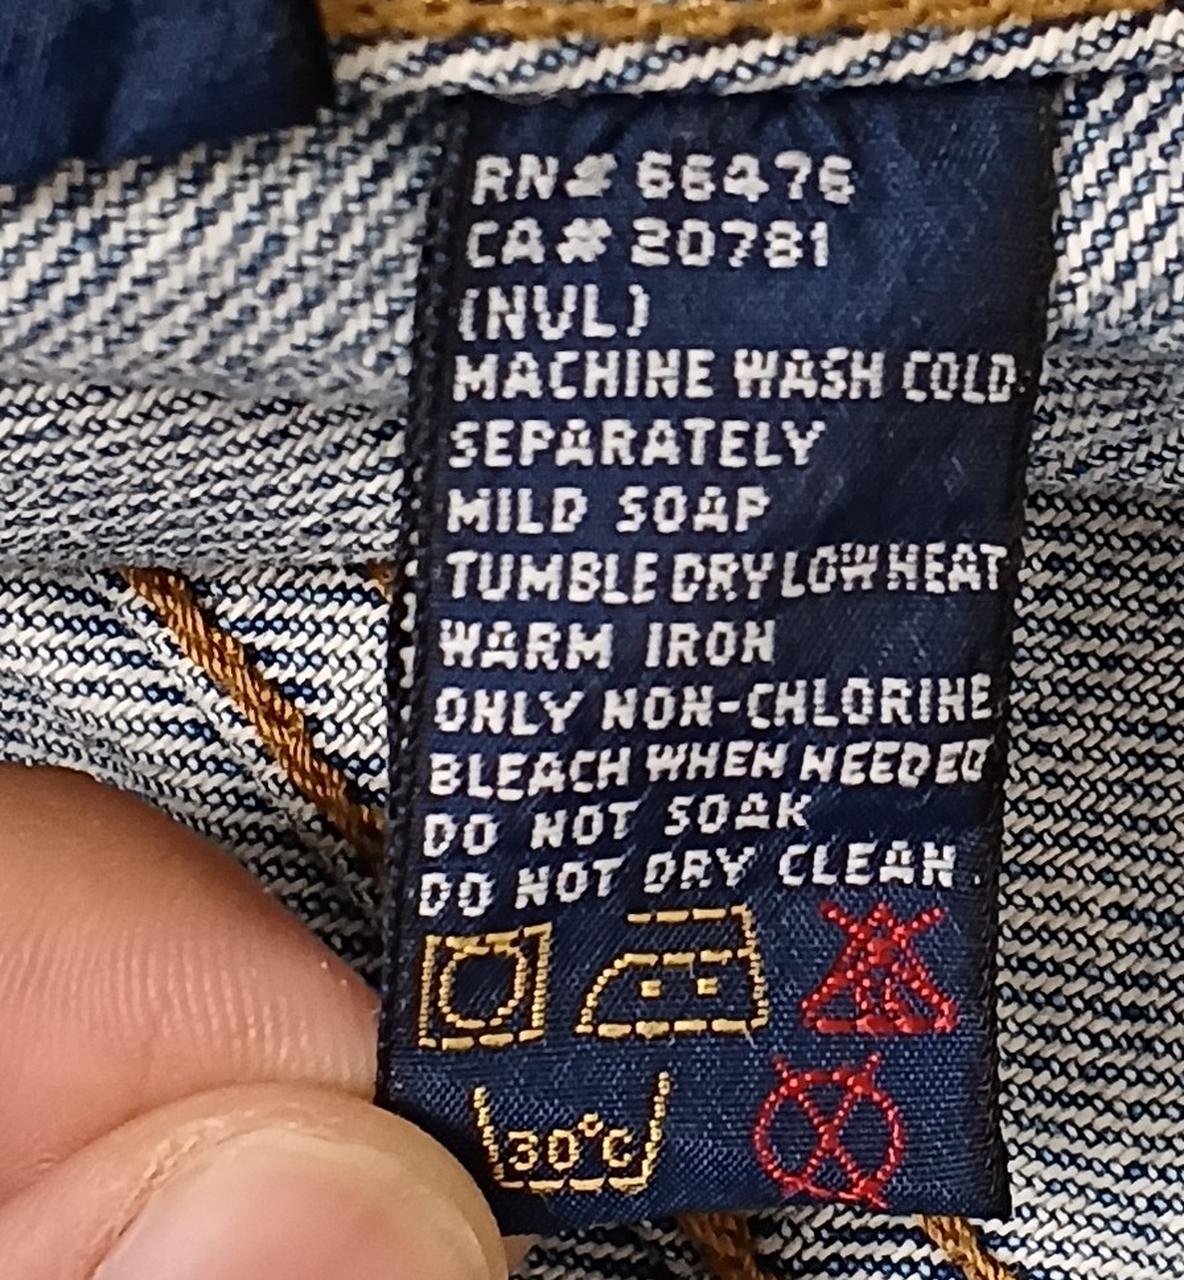 RN# 66476
CA# 20781
(NVL)
MACHINE WASH COLD
SEPARATELY
MILD SOAP
TUMBLE DRY LOW HEAT
WARM IRON
ONLY NON-CHLORINE
BLEACH WHEN NEEDED
DO NOT SOAK
DO NOT DRY CLEAN.
30°C